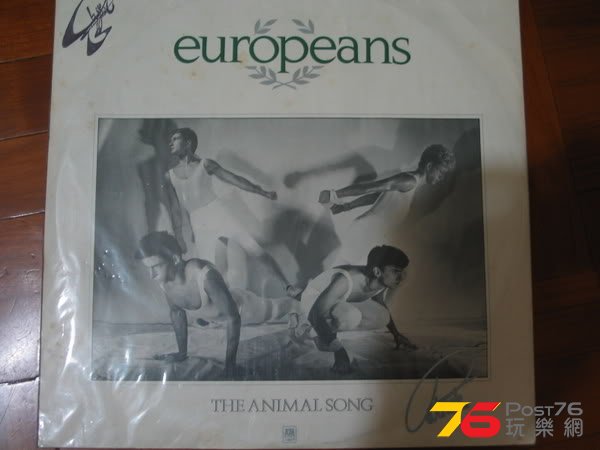 europeans
THE ANIMAL SONG
76 POST76
玩樂網